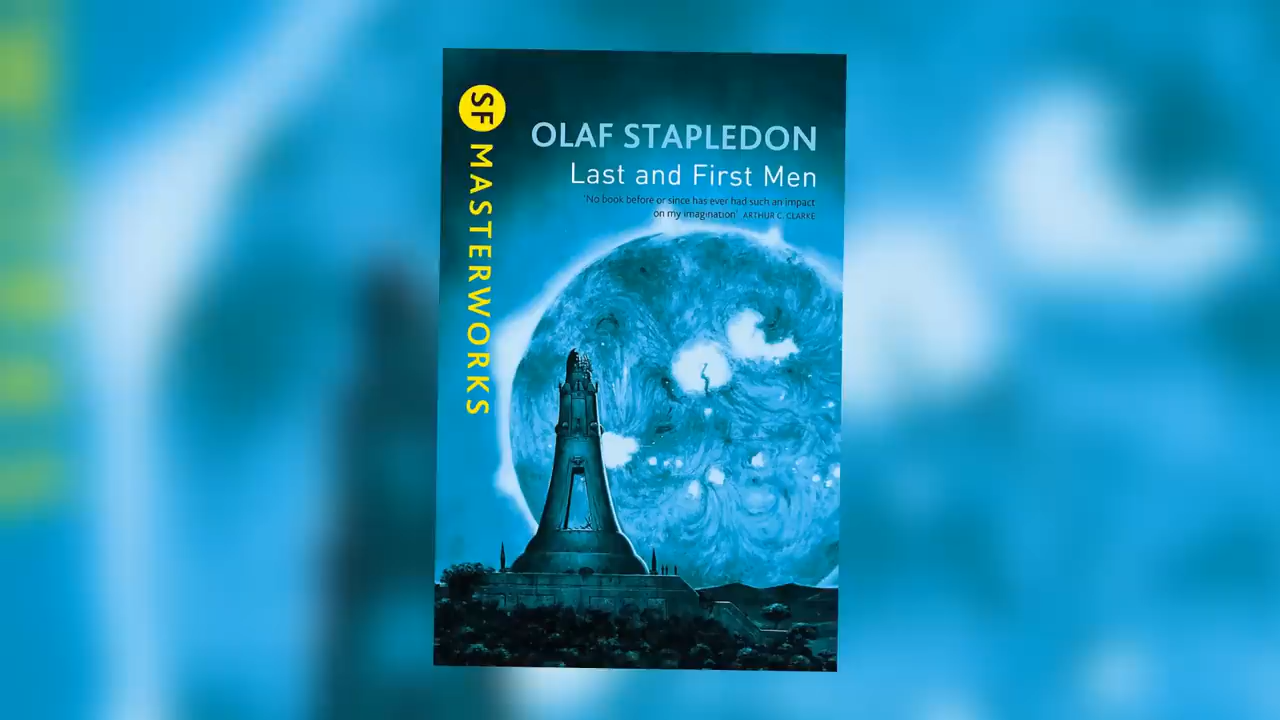 SF MASTERWORKS
OLAF STAPLEDON
Last and First Men
'No book before or since has ever had such an impact
on my imagination' ARTHUR C. CLARKE